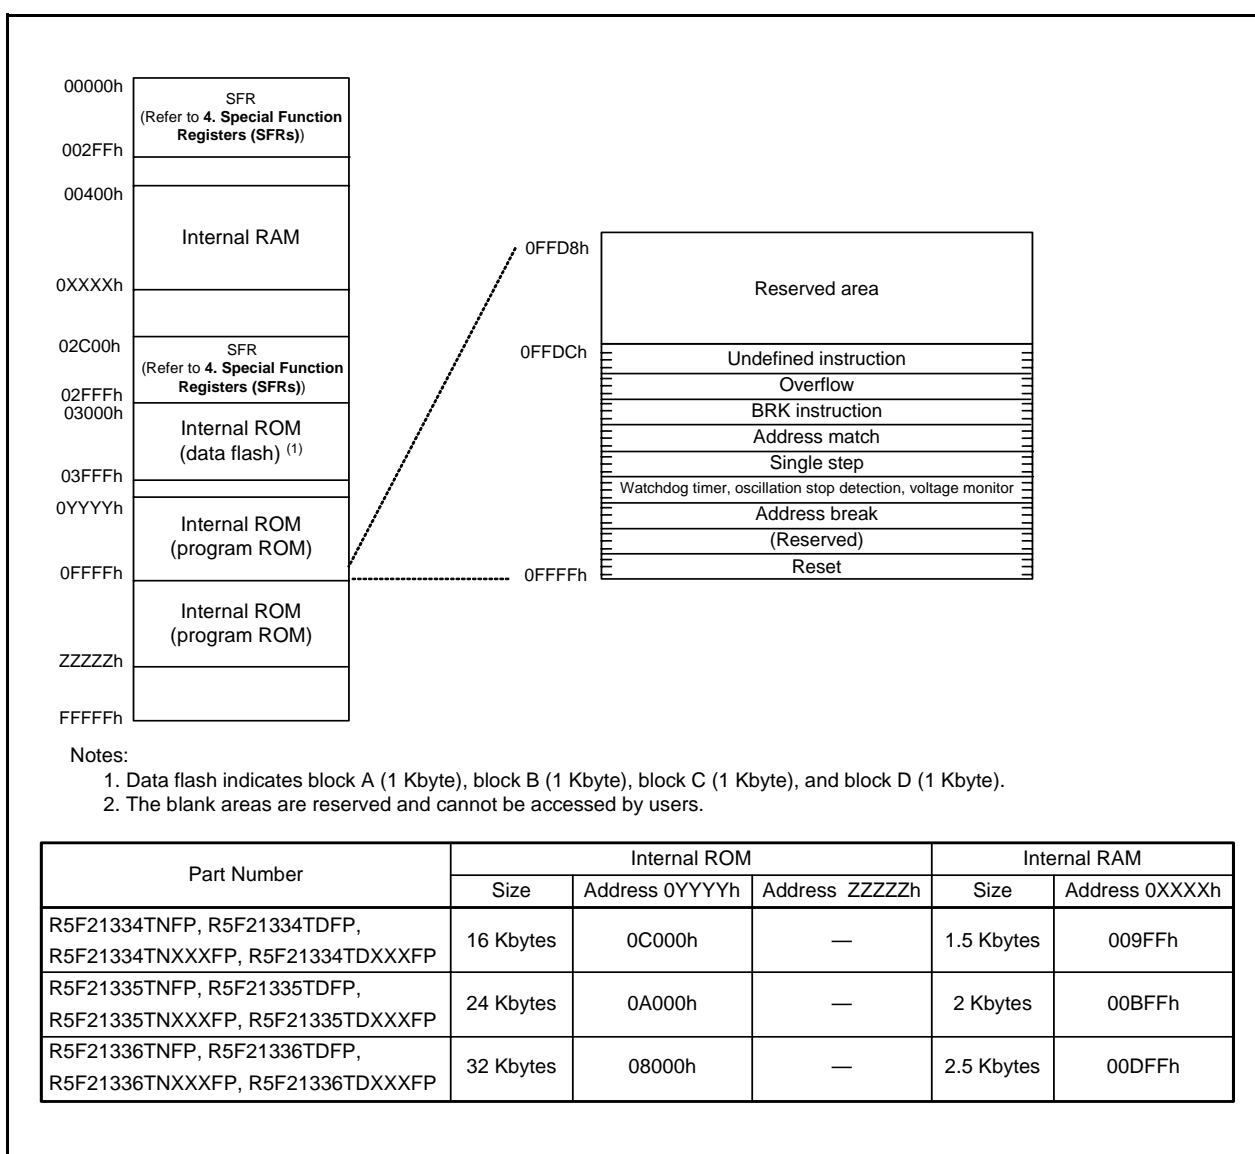 00000h
SFR
(Refer to 4. Special Function
Registers (SFRs))
002FFh
00400h
Internal RAM
0XXXXh
02C00h
SFR
(Refer to 4. Special Function
Registers (SFRs))
02FFFh
03000h
Internal ROM
(data flash) (1)
03FFFh
0YYYYh
Internal ROM
(program ROM)
0FFFFh
Internal ROM
(program ROM)
ZZZZZh
FFFFFh
0FFD8h
Reserved area
0FFDCh
Undefined instruction
Overflow
BRK instruction
Address match
Single step
Watchdog timer, oscillation stop detection, voltage monitor
Address break
(Reserved)
Reset
0FFFFh
Notes:
1. Data flash indicates block A (1 Kbyte), block B (1 Kbyte), block C (1 Kbyte), and block D (1 Kbyte).
2. The blank areas are reserved and cannot be accessed by users.
Part Number Internal ROM Internal RAM
Size Address 0YYYYh Address ZZZZZh Size Address 0XXXXh
R5F21334TNFP, R5F21334TDFP,
R5F21334TNXXXFP, R5F21334TDXXXFP
16 Kbytes 0C000h — 1.5 Kbytes 009FFh
R5F21335TNFP, R5F21335TDFP,
R5F21335TNXXXFP, R5F21335TDXXXFP
24 Kbytes 0A000h — 2 Kbytes 00BFFh
R5F21336TNFP, R5F21336TDFP,
R5F21336TNXXXFP, R5F21336TDXXXFP
32 Kbytes 08000h — 2.5 Kbytes 00DFFh